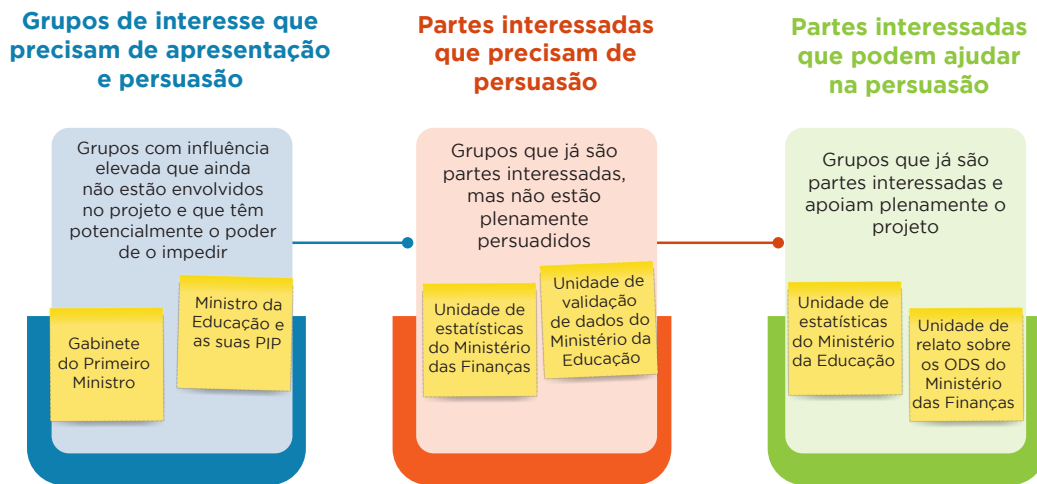 Grupos de interesse que
precisam de apresentação
e persuasão
Grupos com influência
elevada que ainda
não estão envolvidos
no projeto e que têm
potencialmente o poder
de o impedir
Gabinete
do Primeiro
Ministro
Ministro da
Educação e
as suas PIP
Partes interessadas
que precisam de
persuasão
Grupos que já são
partes interessadas,
mas não estão
plenamente
persuadidos
Unidade de
estatísticas
do Ministério
das Finanças
Unidade de
validação
de dados do
Ministério da
Educação
Partes interessadas
que podem ajudar
na persuasão
Grupos que já são
partes interessadas e
apoiam plenamente o
projeto
Unidade de
estatísticas
do Ministério
da Educação
Unidade de
relato sobre
os ODS do
Ministério
das Finanças